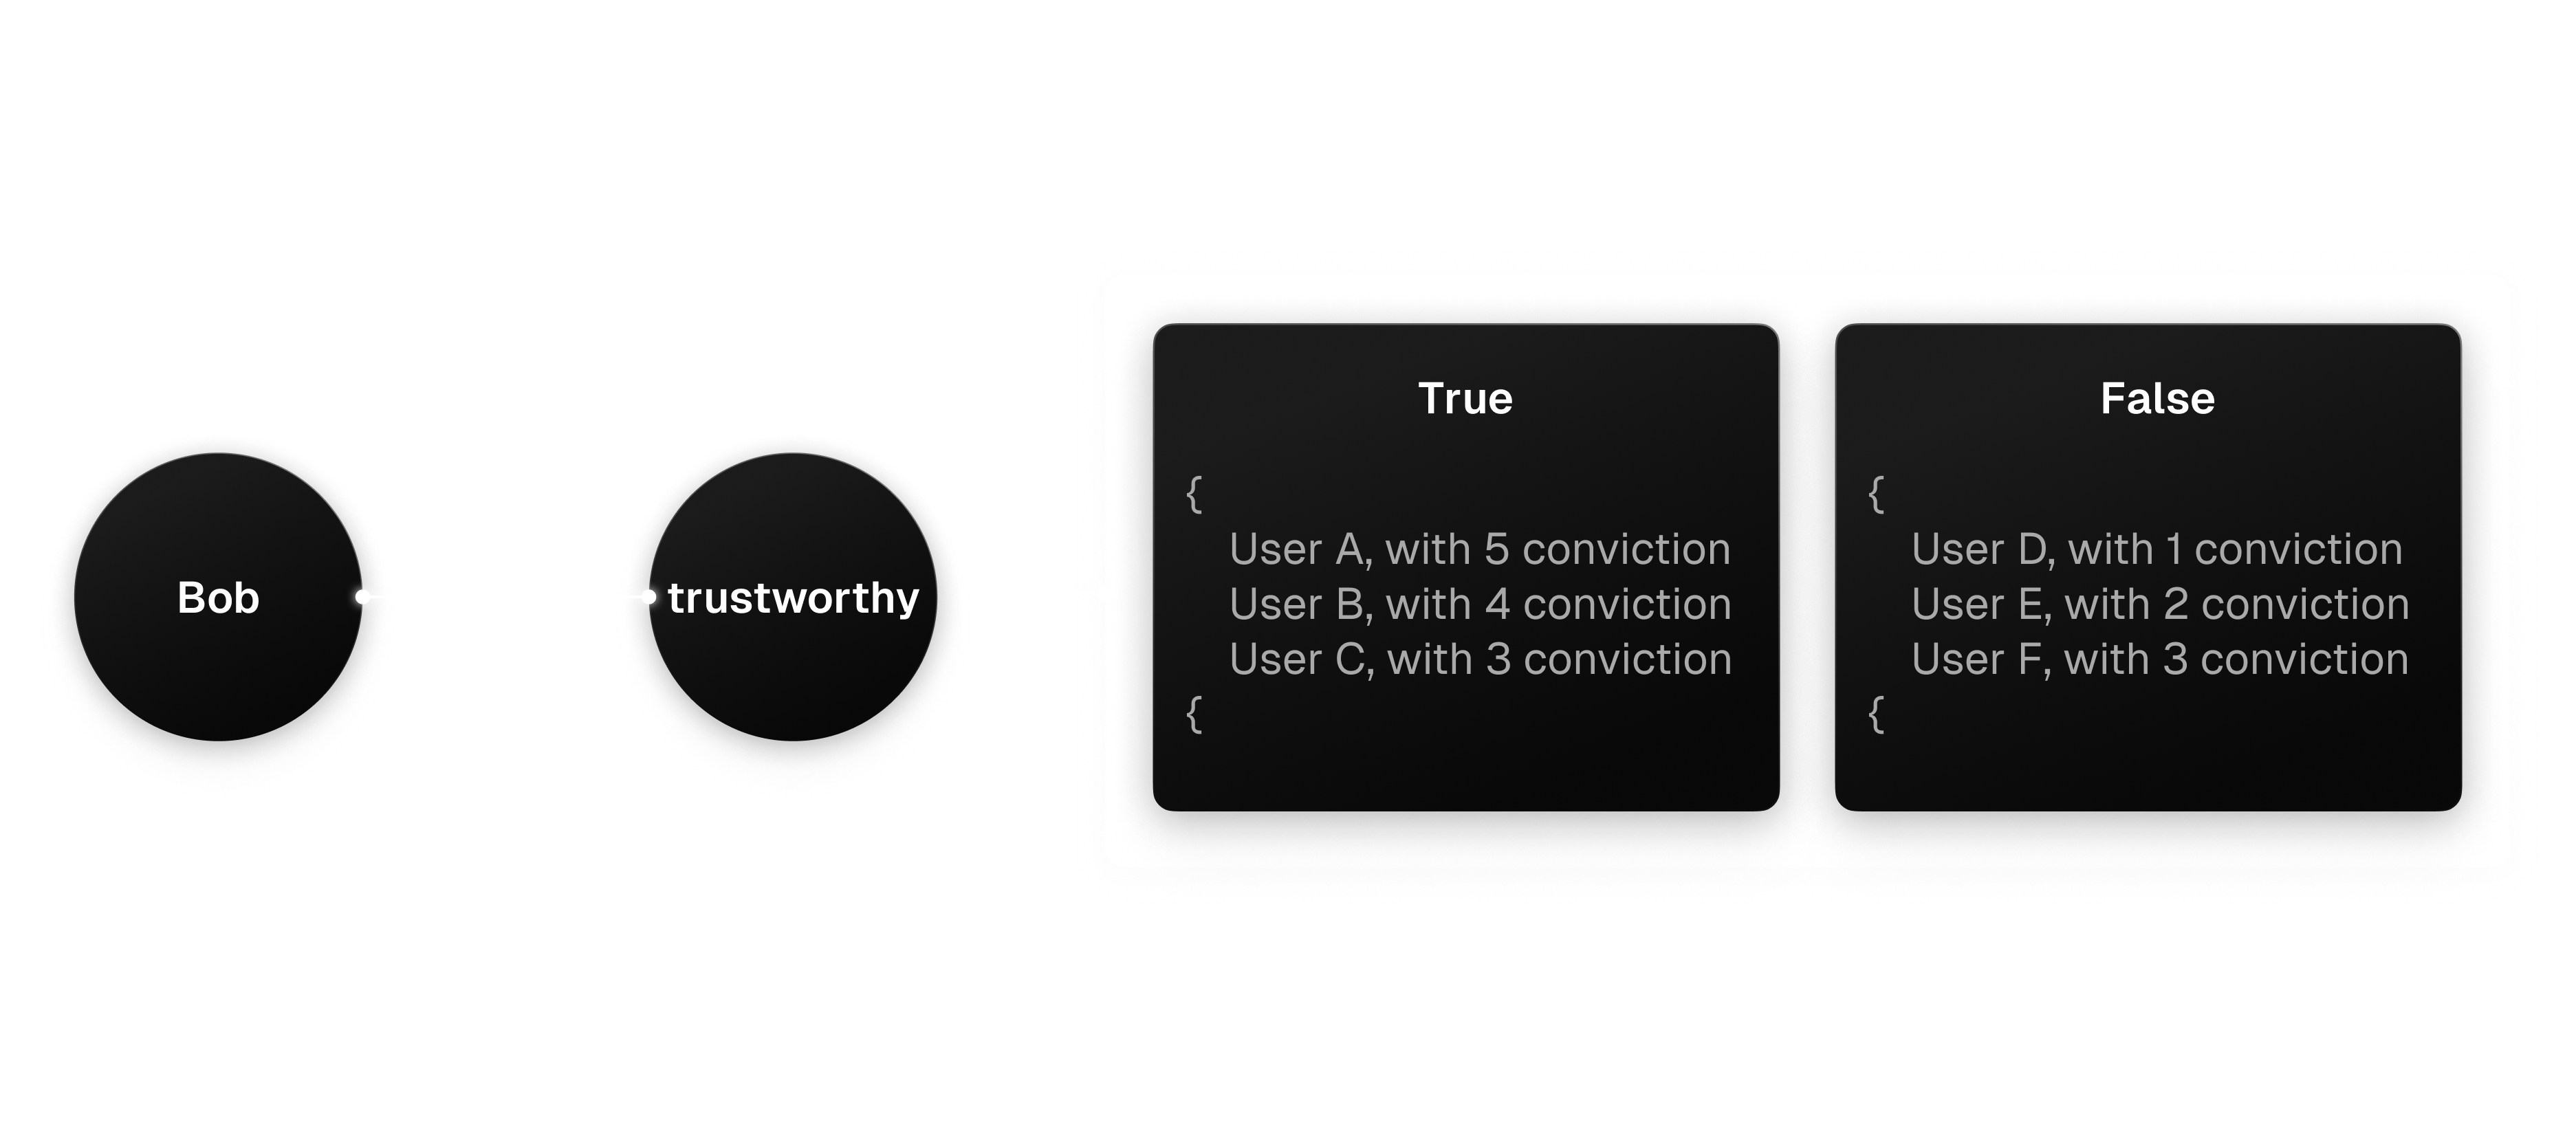 Bob
trustworthy
True
{
User A, with 5 conviction
User B, with 4 conviction
User C, with 3 conviction
{
False
{
User D, with 1 conviction
User E, with 2 conviction
User F, with 3 conviction
{